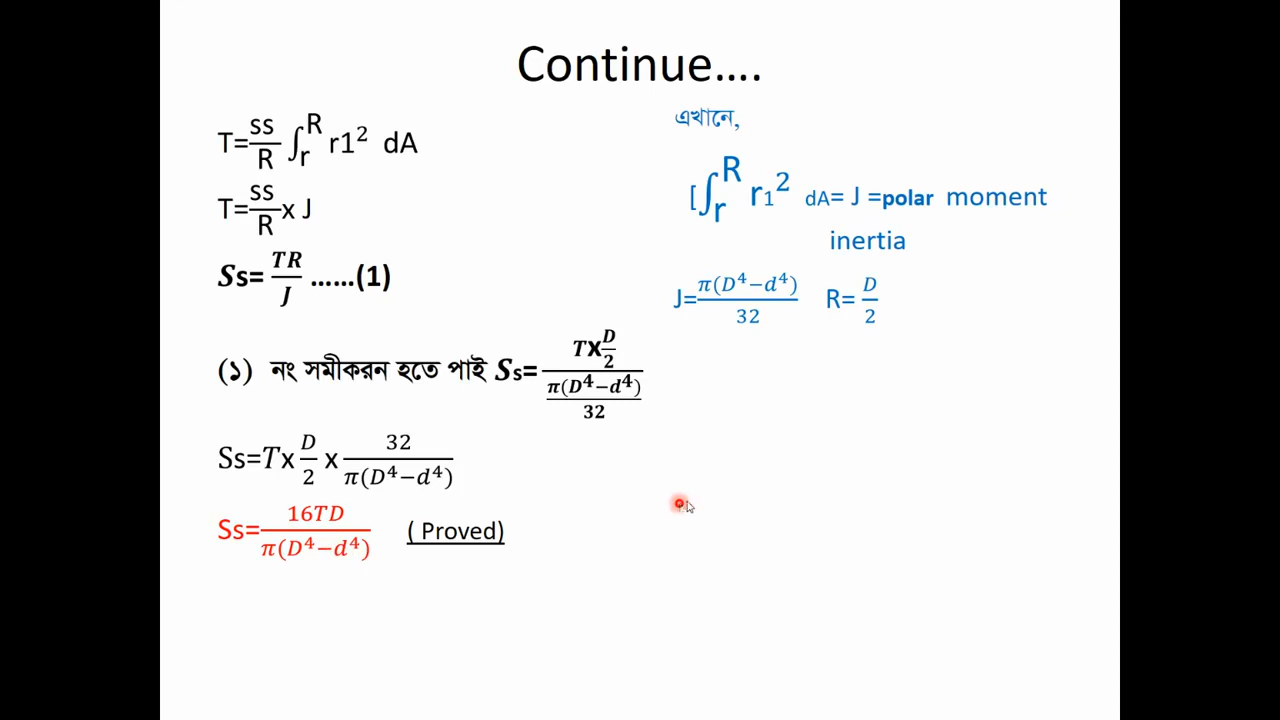 Continue....
T=ss/R ∫_r^R r1² dA
T=ss/R x J
Ss= TR/J ......(1)
(১) নং সমীকরন হতে পাই Ss= (Tx D/2)/(π(D⁴−d⁴)/32)
Ss=Tx D/2 x 32/π(D⁴−d⁴)
Ss= 16TD/π(D⁴−d⁴) ( Proved)
এখানে,
[∫_r^R r₁² dA= J =polar moment
inertia
J= π(D⁴−d⁴)/32 R= D/2